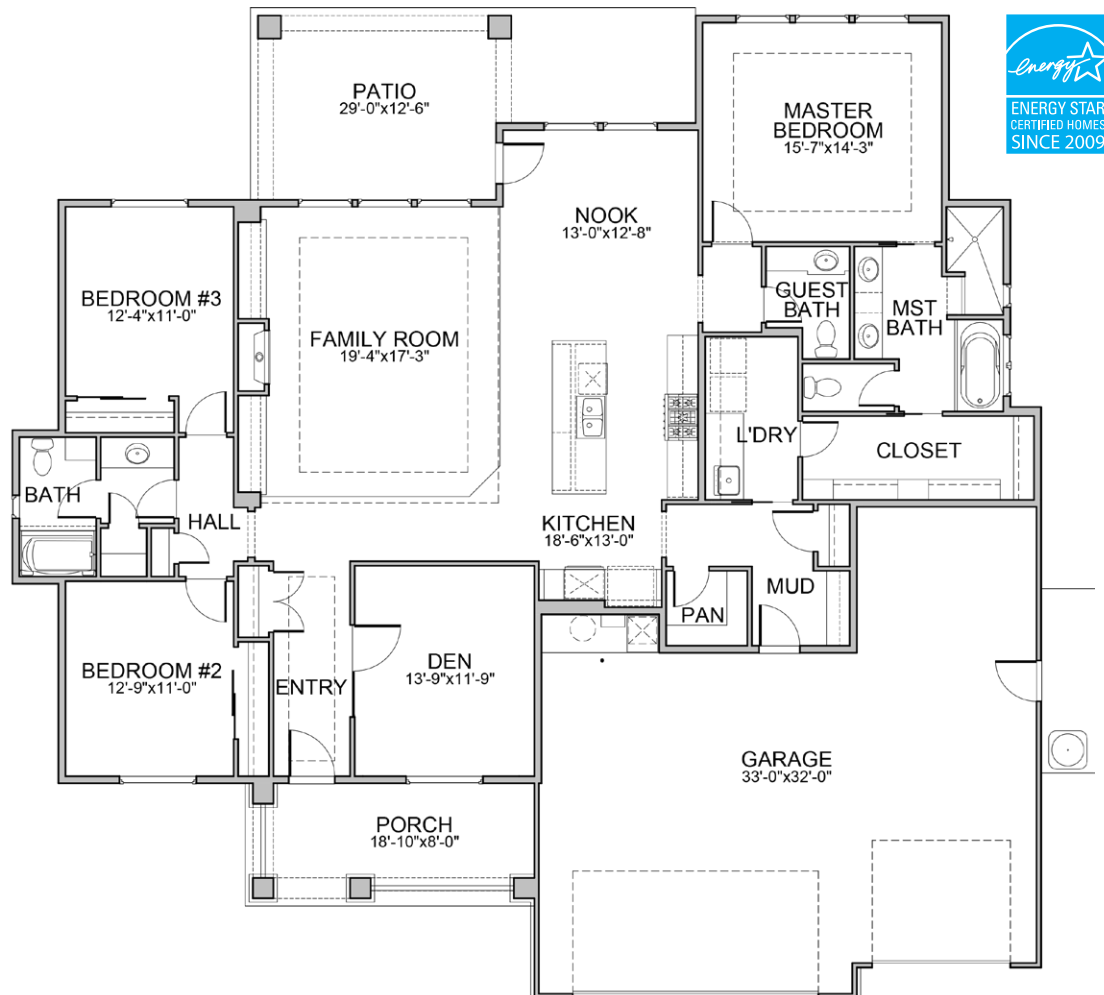 PATIO
29'-0"x12'-6"
MASTER
BEDROOM
15'-7"x14'-3"
energy
ENERGY STAR
CERTIFIED HOMES
SINCE 2009
NOOK
13'-0"x12'-8"
BEDROOM #3
12'-4"x11'-0"
FAMILY ROOM
19'-4"x17'-3"
GUEST
BATH
MST
BATH
L'DRY
CLOSET
BATH
HALL
KITCHEN
18'-6"x13'-0"
PAN
MUD
BEDROOM #2
12'-9"x11'-0"
ENTRY
DEN
13'-9"x11'-9"
GARAGE
33'-0"x32'-0"
PORCH
18'-10"x8'-0"